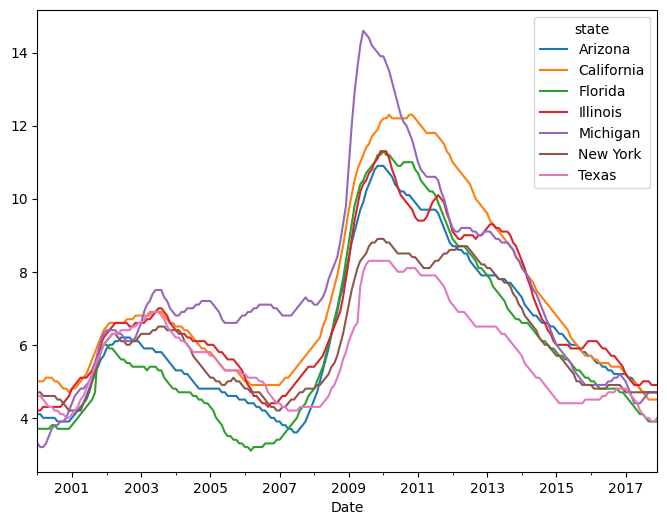 state
Arizona
California
Florida
Illinois
Michigan
New York
Texas
14
12
10
8
6
4
2001 2003 2005 2007 2009 2011 2013 2015 2017
Date